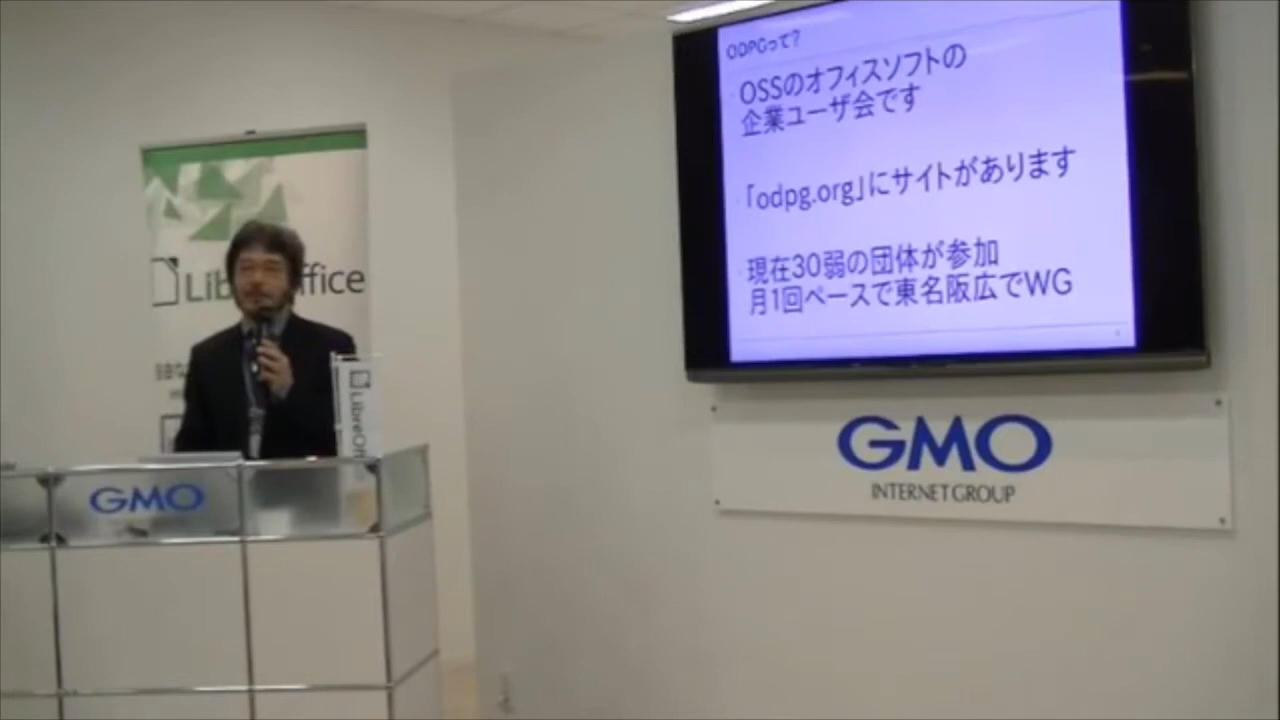 ODPGって?
OSSのオフィスソフトの
企業ユーザ会です
「odpg.org」にサイトがあります
現在30弱の団体が参加
月1回ペースで東名阪広でWG
GMO
INTERNET GROUP
LibreOffice
GMO